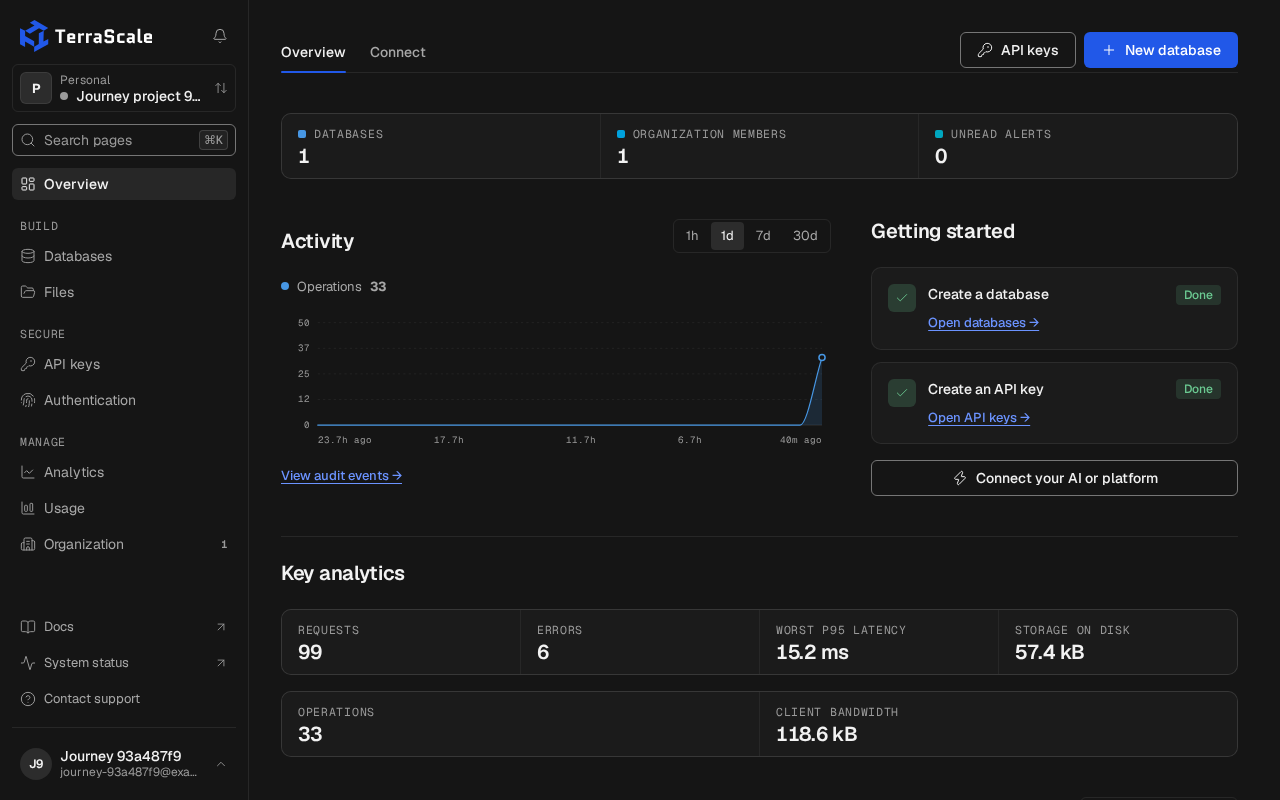 TerraScale
Personal
Journey project 9...
Search pages
⌘K
Overview
BUILD
Databases
Files
SECURE
API keys
Authentication
MANAGE
Analytics
Usage
Organization 1
Docs
System status
Contact support
J9
Journey 93a487f9
journey-93a487f9@exa...
P
Overview
Connect
API keys
New database
DATABASES
1
ORGANIZATION MEMBERS
1
UNREAD ALERTS
0
Activity
1h 1d 7d 30d
Operations 33
50
37
25
12
0
23.7h ago 17.7h 11.7h 6.7h 40m ago
View audit events →
Getting started
Create a database
Done
Open databases →
Create an API key
Done
Open API keys →
Connect your AI or platform
Key analytics
REQUESTS
99
ERRORS
6
WORST P95 LATENCY
15.2 ms
STORAGE ON DISK
57.4 kB
OPERATIONS
33
CLIENT BANDWIDTH
118.6 kB